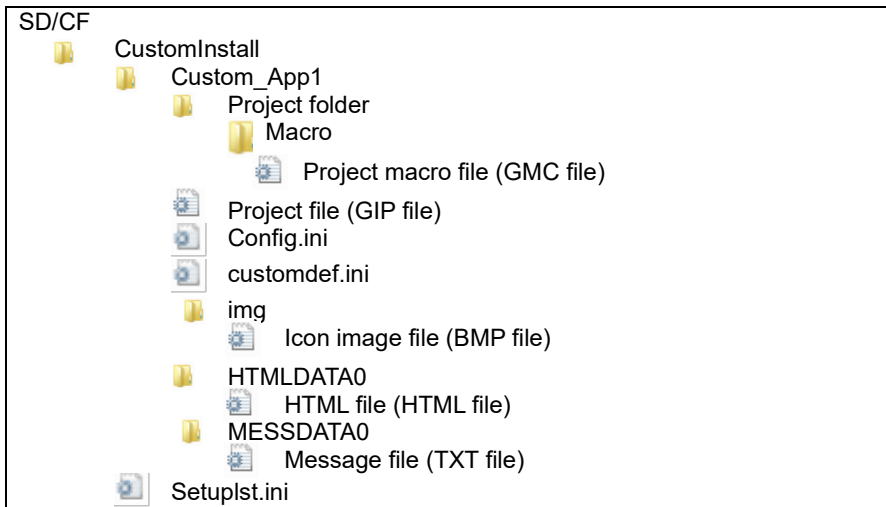 SD/CF
CustomInstall
Custom_App1
Project folder
Macro
Project macro file (GMC file)
Project file (GIP file)
Config.ini
customdef.ini
img
Icon image file (BMP file)
HTMLDATA0
HTML file (HTML file)
MESSDATA0
Message file (TXT file)
Setuplst.ini